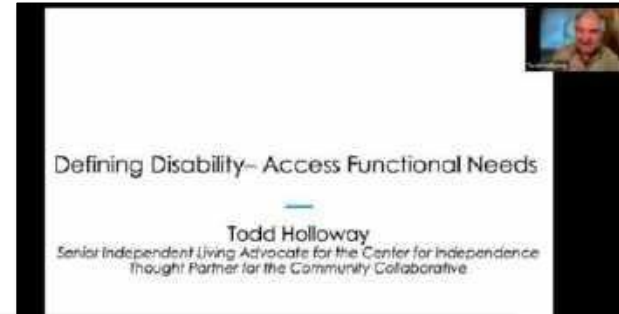 Defining Disability– Access Functional Needs
Todd Holloway
Senior Independent Living Advocate for the Center for Independence
Thought Partner for the Community Collaborative